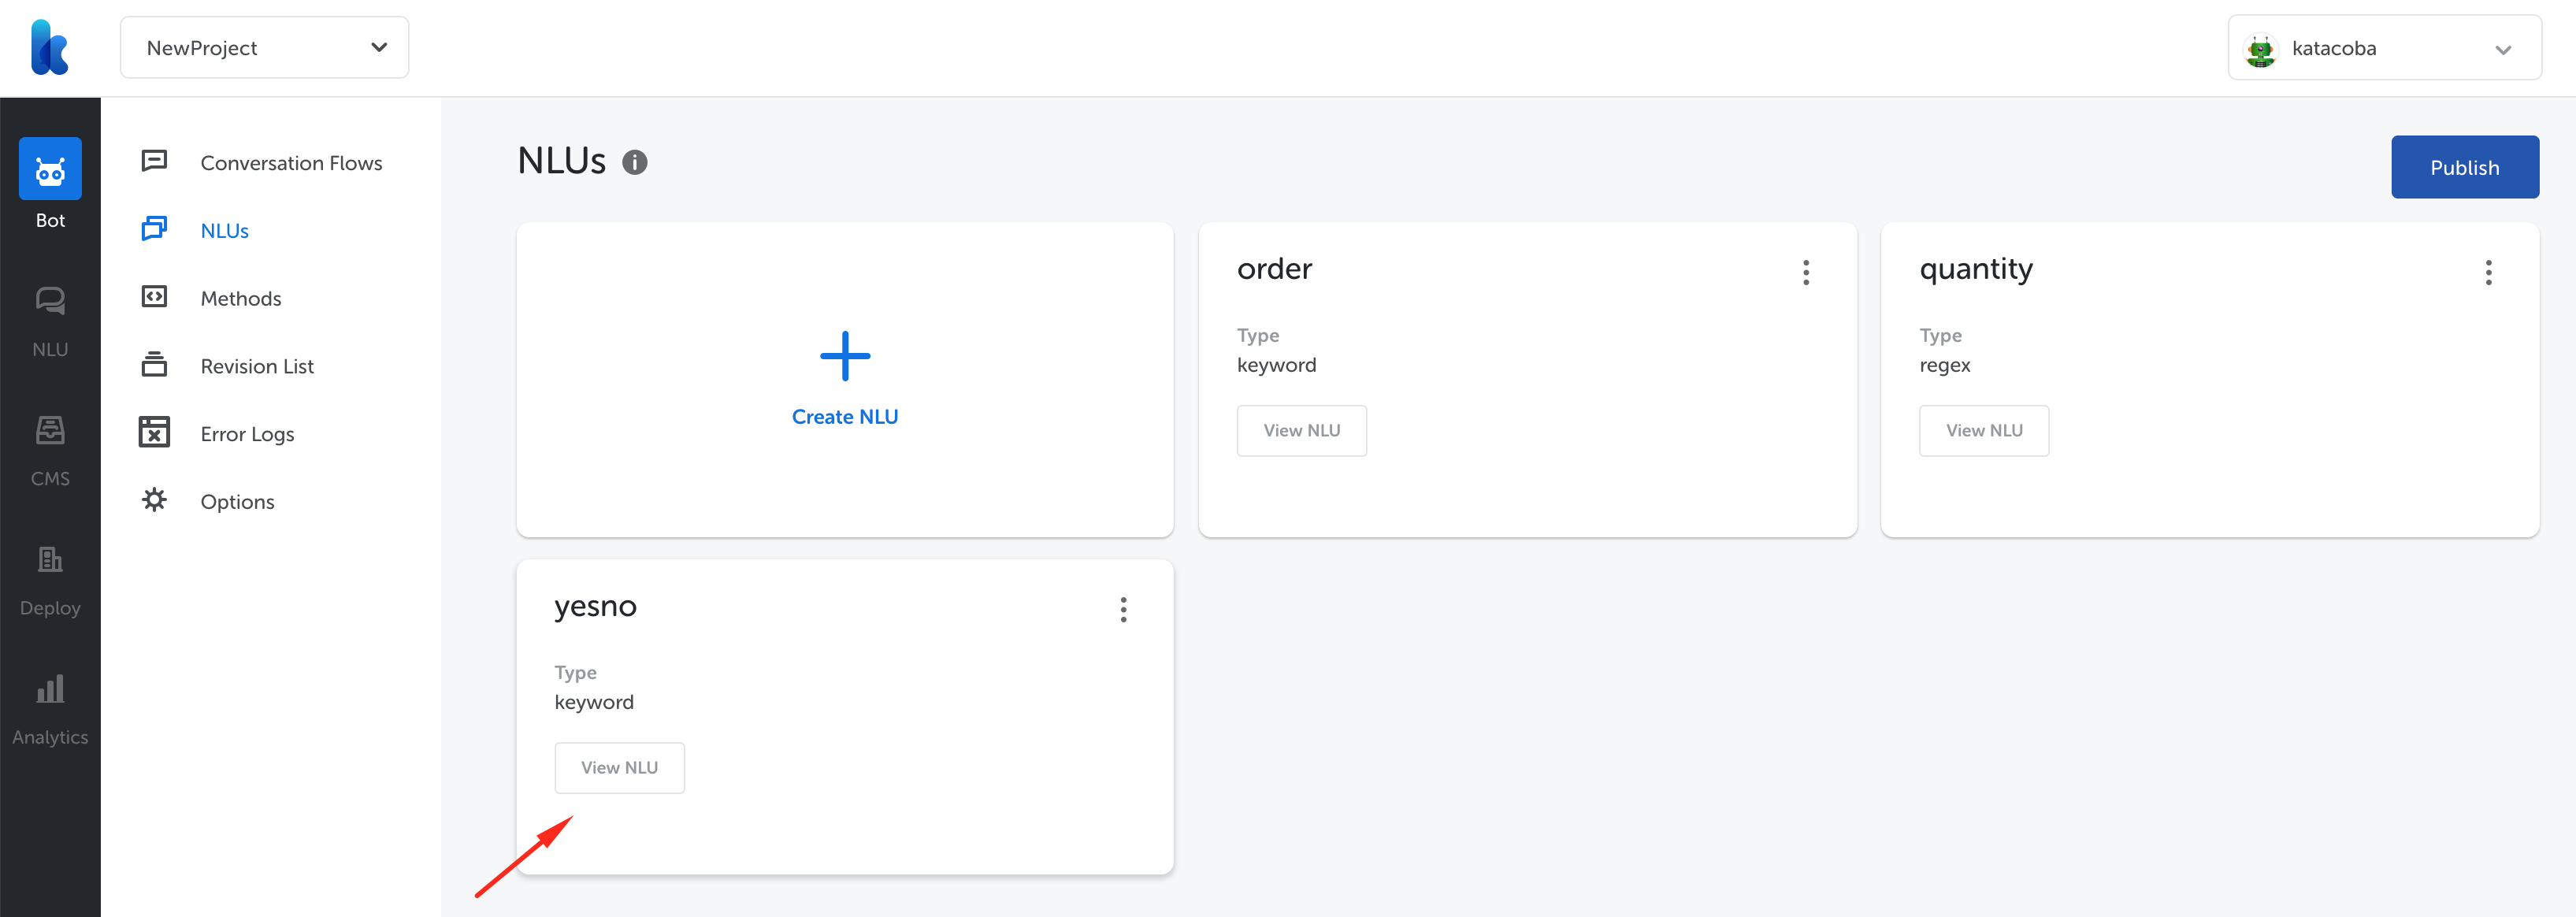 NewProject
katacoba
Bot
NLU
CMS
Deploy
Analytics
Conversation Flows
NLUs
Methods
Revision List
Error Logs
Options
NLUs
Publish
Create NLU
order
Type
keyword
View NLU
quantity
Type
regex
View NLU
yesno
Type
keyword
View NLU